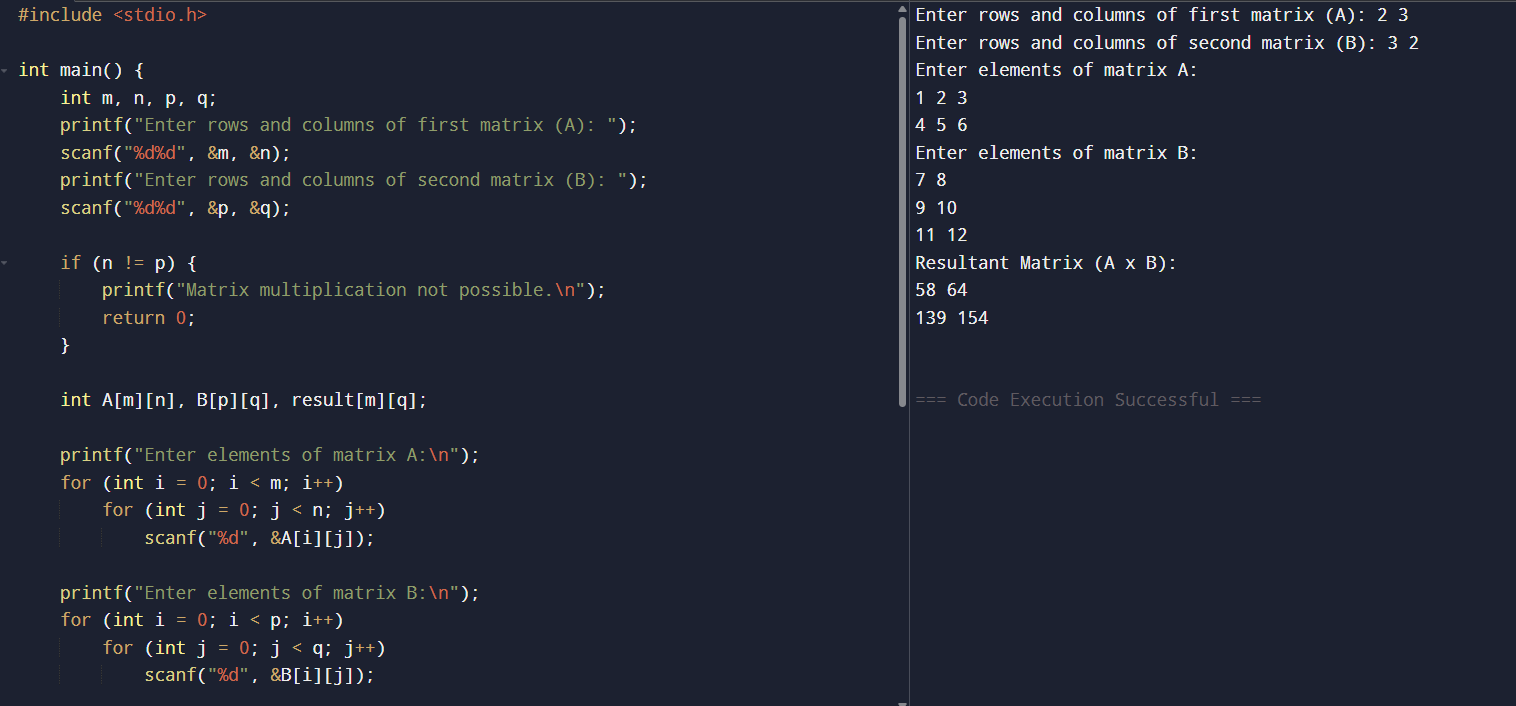 #include <stdio.h>

int main() {
    int m, n, p, q;
    printf("Enter rows and columns of first matrix (A): ");
    scanf("%d%d", &m, &n);
    printf("Enter rows and columns of second matrix (B): ");
    scanf("%d%d", &p, &q);

    if (n != p) {
        printf("Matrix multiplication not possible.\n");
        return 0;
    }

    int A[m][n], B[p][q], result[m][q];

    printf("Enter elements of matrix A:\n");
    for (int i = 0; i < m; i++)
        for (int j = 0; j < n; j++)
            scanf("%d", &A[i][j]);

    printf("Enter elements of matrix B:\n");
    for (int i = 0; i < p; i++)
        for (int j = 0; j < q; j++)
            scanf("%d", &B[i][j]);

Enter rows and columns of first matrix (A): 2 3
Enter rows and columns of second matrix (B): 3 2
Enter elements of matrix A:
1 2 3
4 5 6
Enter elements of matrix B:
7 8
9 10
11 12
Resultant Matrix (A x B):
58 64
139 154

=== Code Execution Successful ===